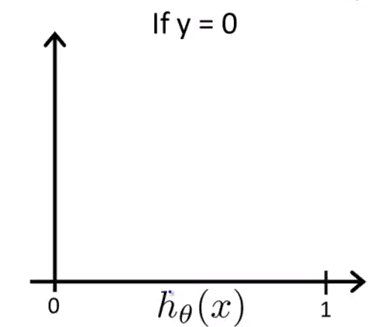 If y = 0
0 hθ(x) 1